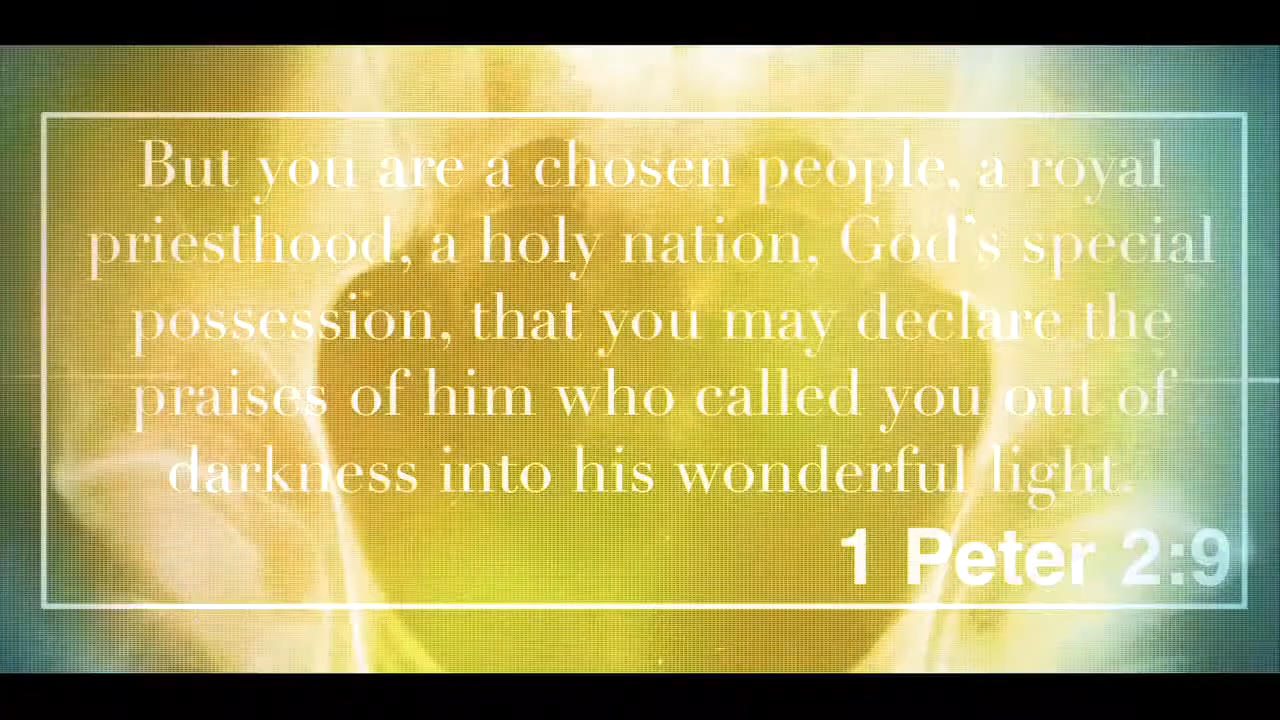 But you are a chosen people, a royal
priesthood, a holy nation, God's special
possession, that you may declare the
praises of him who called you out of
darkness into his wonderful light.
1 Peter 2:9